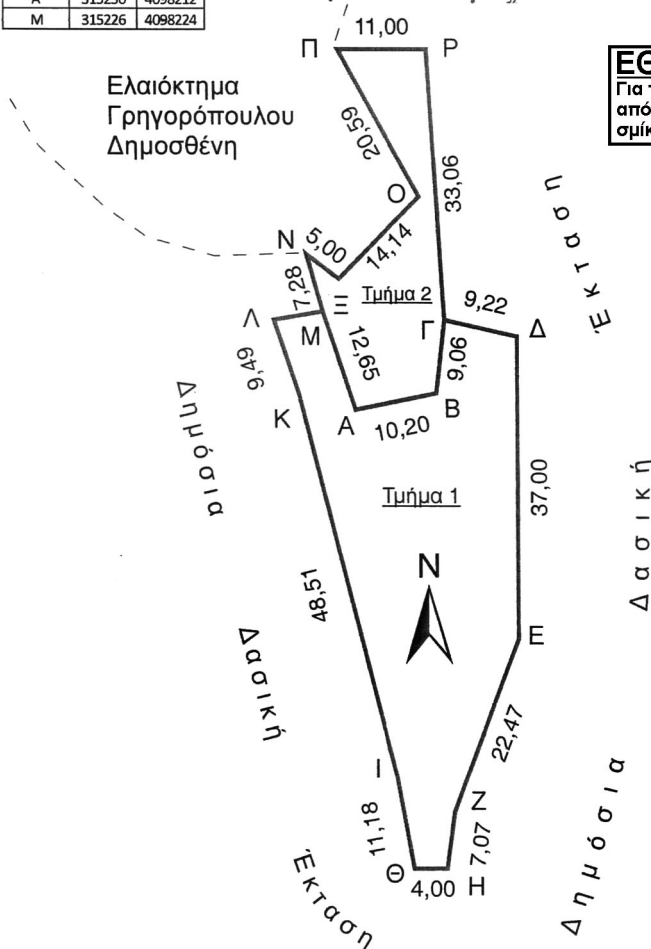 Μ 315226 4098224
11,00
Π
Ρ
Ελαιόκτημα
Γρηγορόπουλου
Δημοσθένη
20,59
33,06
Ο
Ν
5,00
14,14
7,28
Ξ
Τμήμα 2
9,22
Λ
Μ
Γ
Δ
12,65
9,06
9,49
Κ
Α
10,20
Β
Τμήμα 1
37,00
Ν
48,51
Ε
22,47
Ι
Ζ
11,18
7,07
Θ
4,00
Η
Δημόσια
Δασική
Έκταση
Έκταση
Δασική
Δημόσια